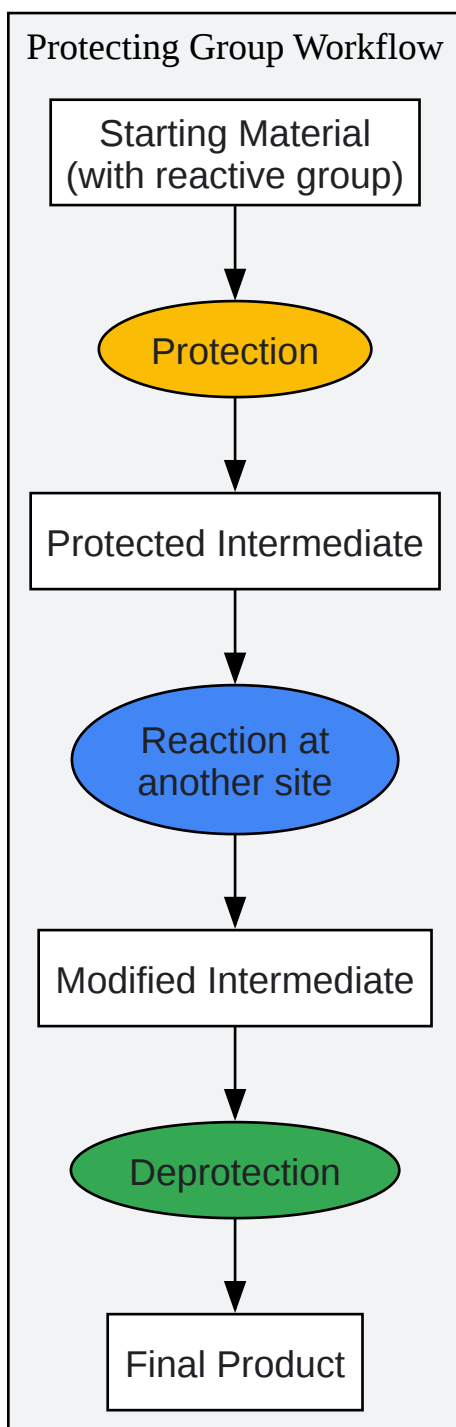 Protecting Group Workflow
Starting Material
(with reactive group)
Protection
Protected Intermediate
Reaction at
another site
Modified Intermediate
Deprotection
Final Product